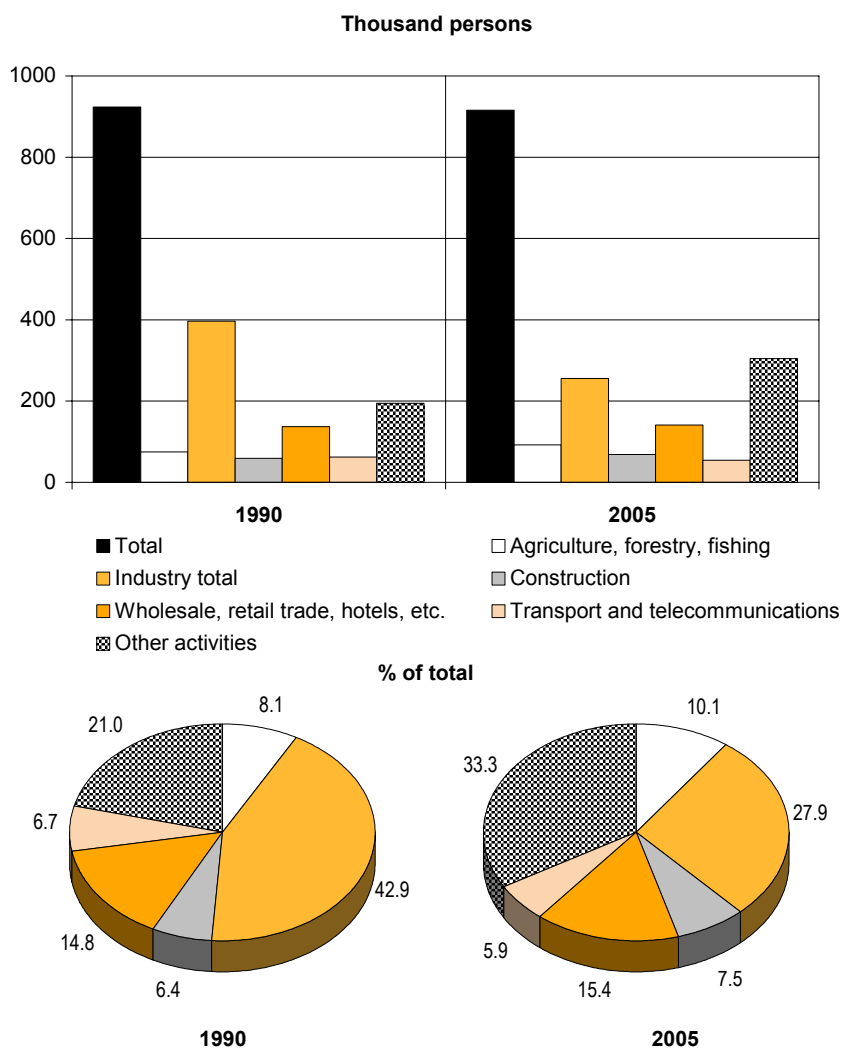 Thousand persons
1000
800
600
400
200
0
1990 2005
Total Agriculture, forestry, fishing
Industry total Construction
Wholesale, retail trade, hotels, etc. Transport and telecommunications
Other activities
% of total
8.1 10.1
21.0
33.3
27.9
6.7
42.9
14.8 5.9
6.4 15.4 7.5
1990 2005